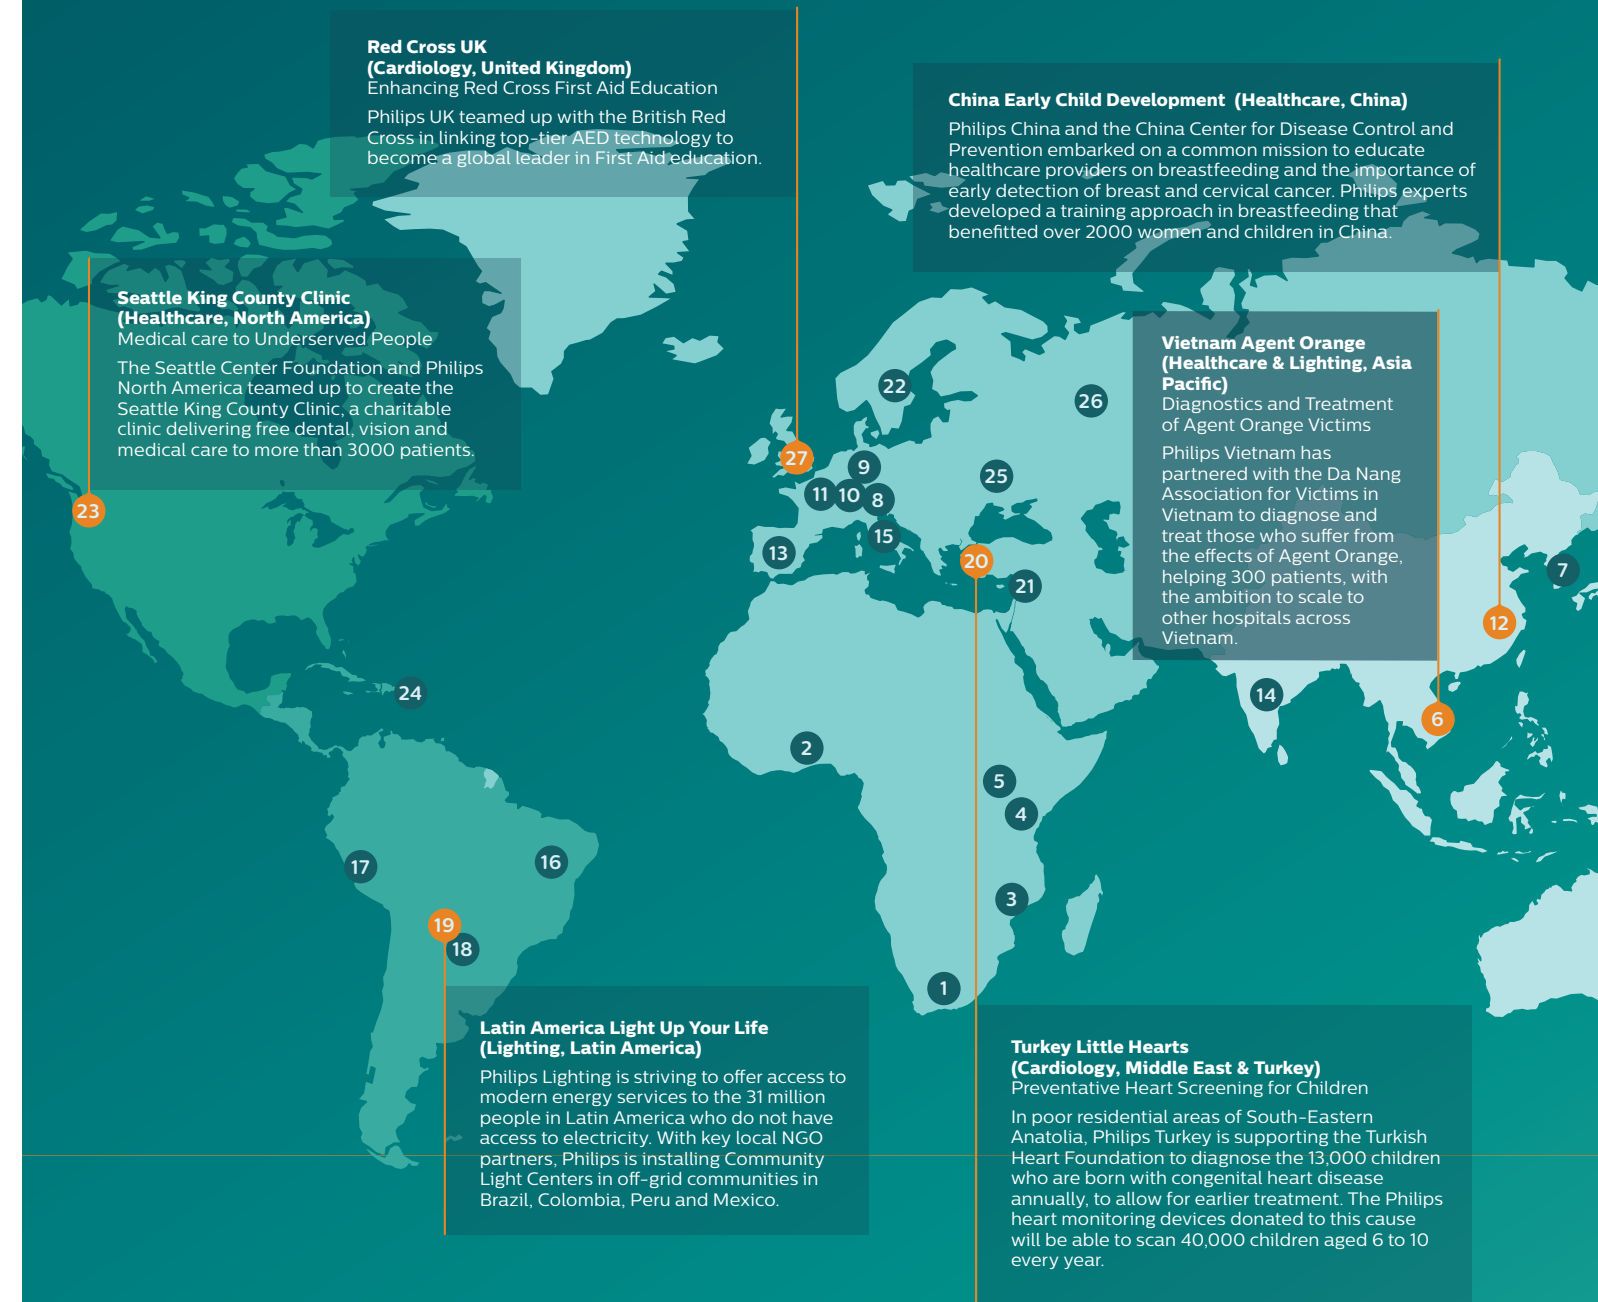 Red Cross UK
(Cardiology, United Kingdom)
Enhancing Red Cross First Aid Education
Philips UK teamed up with the British Red
Cross in linking top-tier AED technology to
become a global leader in First Aid education.
China Early Child Development (Healthcare, China)
Philips China and the China Center for Disease Control and
Prevention embarked on a common mission to educate
healthcare providers on breastfeeding and the importance of
early detection of breast and cervical cancer. Philips experts
developed a training approach in breastfeeding that
benefitted over 2000 women and children in China.
Seattle King County Clinic
(Healthcare, North America)
Medical care to Underserved People
The Seattle Center Foundation and Philips
North America teamed up to create the
Seattle King County Clinic, a charitable
clinic delivering free dental, vision and
medical care to more than 3000 patients.
Vietnam Agent Orange
(Healthcare & Lighting, Asia
Pacific)
Diagnostics and Treatment
of Agent Orange Victims
Philips Vietnam has
partnered with the Da Nang
Association for Victims in
Vietnam to diagnose and
treat those who suffer from
the effects of Agent Orange,
helping 300 patients, with
the ambition to scale to
other hospitals across
Vietnam.
22
26
27
9
25
11
10
8
23
15
13
20
7
21
12
24
14
6
2
5
4
17
16
3
19
18
1
Latin America Light Up Your Life
(Lighting, Latin America)
Philips Lighting is striving to offer access to
modern energy services to the 31 million
people in Latin America who do not have
access to electricity. With key local NGO
partners, Philips is installing Community
Light Centers in off-grid communities in
Brazil, Colombia, Peru and Mexico.
Turkey Little Hearts
(Cardiology, Middle East & Turkey)
Preventative Heart Screening for Children
In poor residential areas of South-Eastern
Anatolia, Philips Turkey is supporting the Turkish
Heart Foundation to diagnose the 13,000 children
who are born with congenital heart disease
annually, to allow for earlier treatment. The Philips
heart monitoring devices donated to this cause
will be able to scan 40,000 children aged 6 to 10
every year.